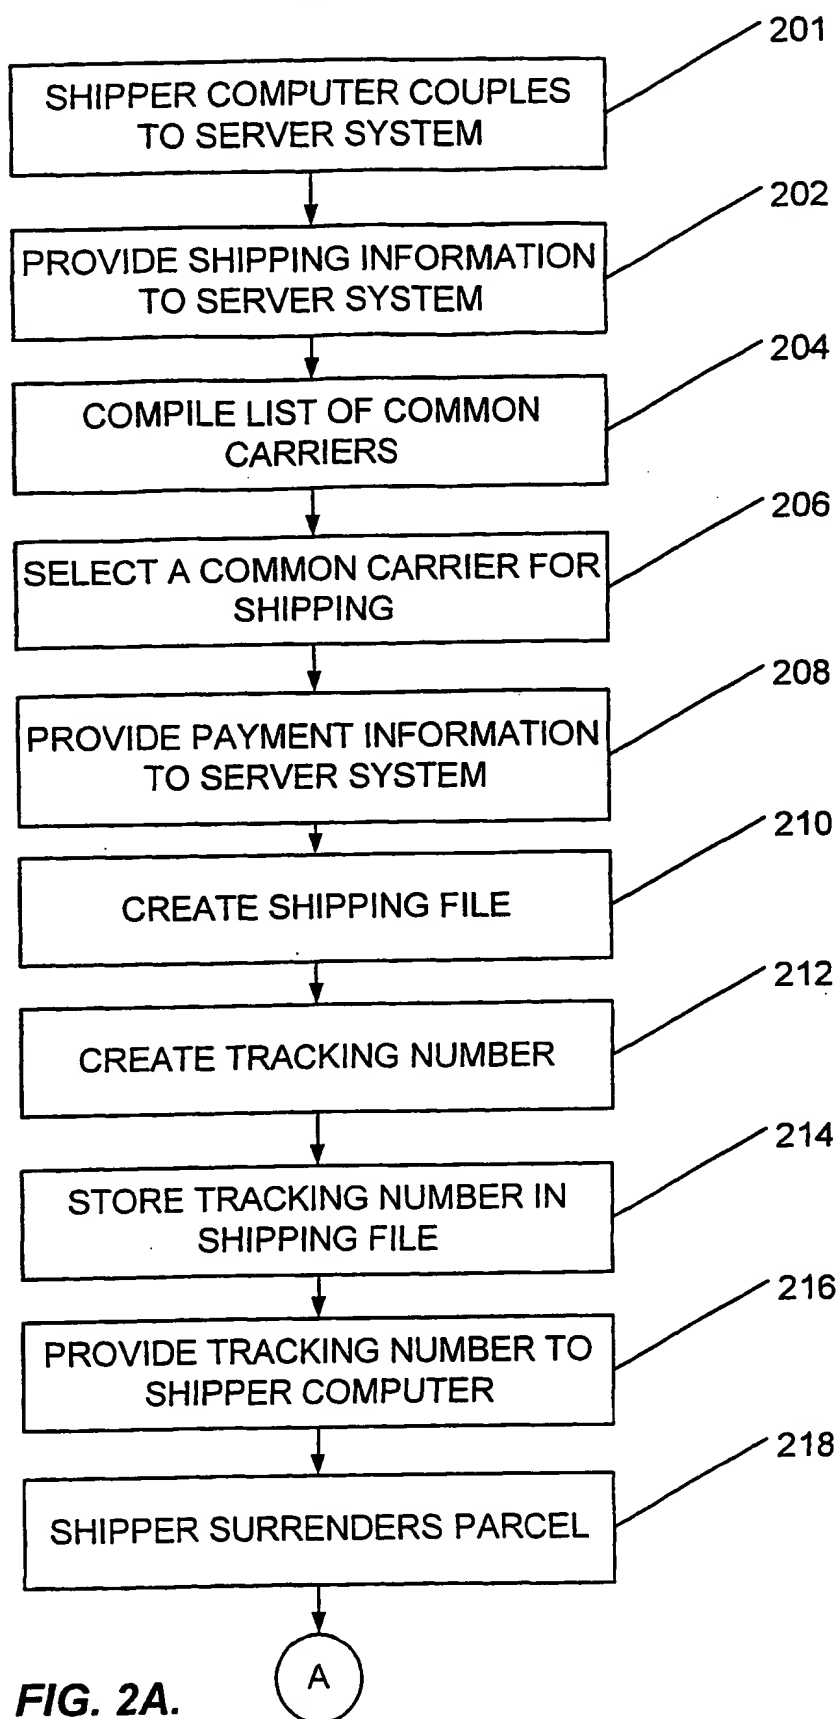 201
SHIPPER COMPUTER COUPLES
TO SERVER SYSTEM
202
PROVIDE SHIPPING INFORMATION
TO SERVER SYSTEM
204
COMPILE LIST OF COMMON
CARRIERS
206
SELECT A COMMON CARRIER FOR
SHIPPING
208
PROVIDE PAYMENT INFORMATION
TO SERVER SYSTEM
210
CREATE SHIPPING FILE
212
CREATE TRACKING NUMBER
214
STORE TRACKING NUMBER IN
SHIPPING FILE
216
PROVIDE TRACKING NUMBER TO
SHIPPER COMPUTER
218
SHIPPER SURRENDERS PARCEL
A
FIG. 2A.